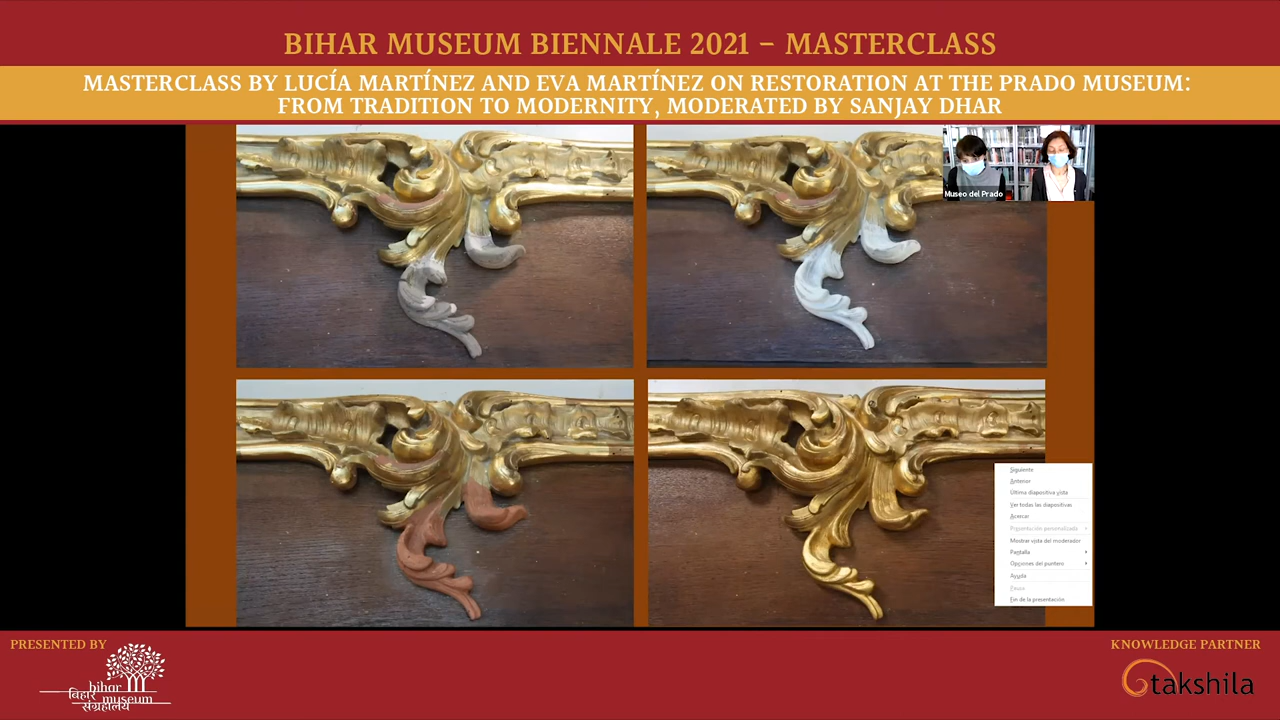 BIHAR MUSEUM BIENNALE 2021 – MASTERCLASS
MASTERCLASS BY LUCÍA MARTÍNEZ AND EVA MARTÍNEZ ON RESTORATION AT THE PRADO MUSEUM:
FROM TRADITION TO MODERNITY, MODERATED BY SANJAY DHAR
Museo del Prado
Siguiente
Anterior
Última diapositiva vista
Ver todas las diapositivas
Acercar
Presentación personalizada
Mostrar vista del moderador
Pantalla
Opciones del puntero
Ayuda
Pausa
Fin de la presentación
PRESENTED BY
bihar
बिहार museum
संग्रहालय
KNOWLEDGE PARTNER
takshila